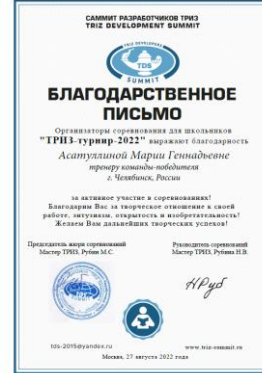 САММИТ РАЗРАБОТЧИКОВ ТРИЗ
TRIZ DEVELOPMENT SUMMIT
TRIZ DEVELOPERS
TDS
SUMMIT
БЛАГОДАРСТВЕННОЕ
ПИСЬМО
Организаторы соревнования для школьников
"ТРИЗ-турнир-2022" выражают благодарность
Асатуллиной Марии Геннадьевне
тренеру команды-победителя
г. Челябинск, России
за активное участие в соревнованиях!
Благодарим Вас за творческое отношение к своей
работе, энтузиазм, открытость и изобретательность!
Желаем Вам дальнейших творческих успехов!
Председатель жюри соревнований
Мастер ТРИЗ, Рубин М.С.
Руководитель соревнований
Мастер ТРИЗ, Рубина Н.В.
tds-2015@yandex.ru
www.triz-summit.ru
Москва, 27 августа 2022 года